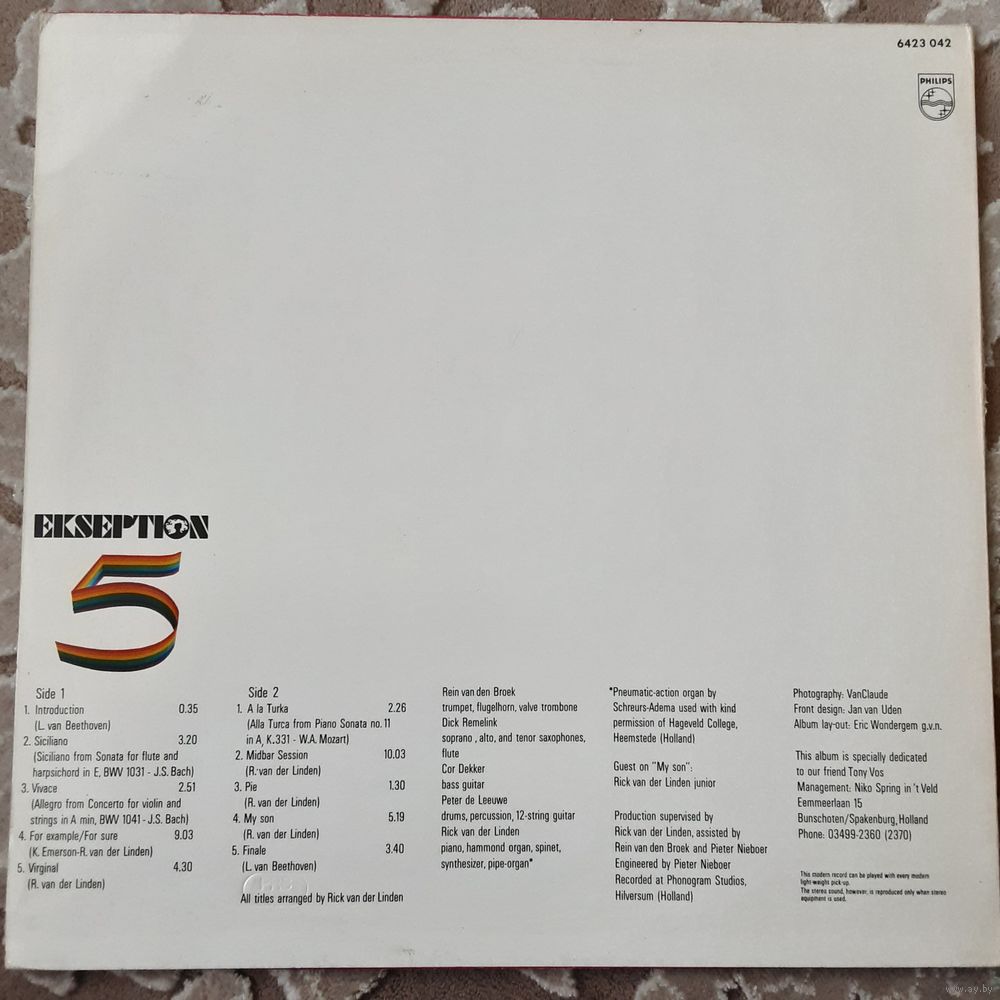 6423 042
PHILIPS
EKSEPTION
5
Side 1
1. Introduction 0.35
(L. van Beethoven)
2. Siciliano 3.20
(Siciliano from Sonata for flute and
harpsichord in E, BWV 1031 - J.S. Bach)
3. Vivace 2.51
(Allegro from Concerto for violin and
strings in A min, BWV 1041 - J.S. Bach)
4. For example/For sure 9.03
(K. Emerson-R. van der Linden)
5. Virginal 4.30
(R. van der Linden)
Side 2
1. A la Turka 2.26
(Alla Turca from Piano Sonata no. 11
in A, K.331 - W.A. Mozart)
2. Midbar Session 10.03
(R. van der Linden)
3. Pie 1.30
(R. van der Linden)
4. My son 5.19
(R. van der Linden)
5. Finale 3.40
(L. van Beethoven)
All titles arranged by Rick van der Linden
Rein van den Broek
trumpet, flugelhorn, valve trombone
Dick Remelink
soprano, alto, and tenor saxophones,
flute
Cor Dekker
bass guitar
Peter de Leeuwe
drums, percussion, 12-string guitar
Rick van der Linden
piano, hammond organ, spinet,
synthesizer, pipe-organ*
*Pneumatic-action organ by
Schreurs-Adema used with kind
permission of Hageveld College,
Heemstede (Holland)
Guest on "My son":
Rick van der Linden junior
Production supervised by
Rick van der Linden, assisted by
Rein van den Broek and Pieter Nieboer
Engineered by Pieter Nieboer
Recorded at Phonogram Studios,
Hilversum (Holland)
Photography: VanClaude
Front design: Jan van Uden
Album lay-out: Eric Wondergem g.v.n.
This album is specially dedicated
to our friend Tony Vos
Management: Niko Spring in 't Veld
Eemmeerlaan 15
Bunschoten/Spakenburg, Holland
Phone: 03499-2360 (2370)
This modern record can be played with every modern
light-weight pick-up.
The stereo sound, however, is reproduced only when stereo
equipment is used.
www.ay.by